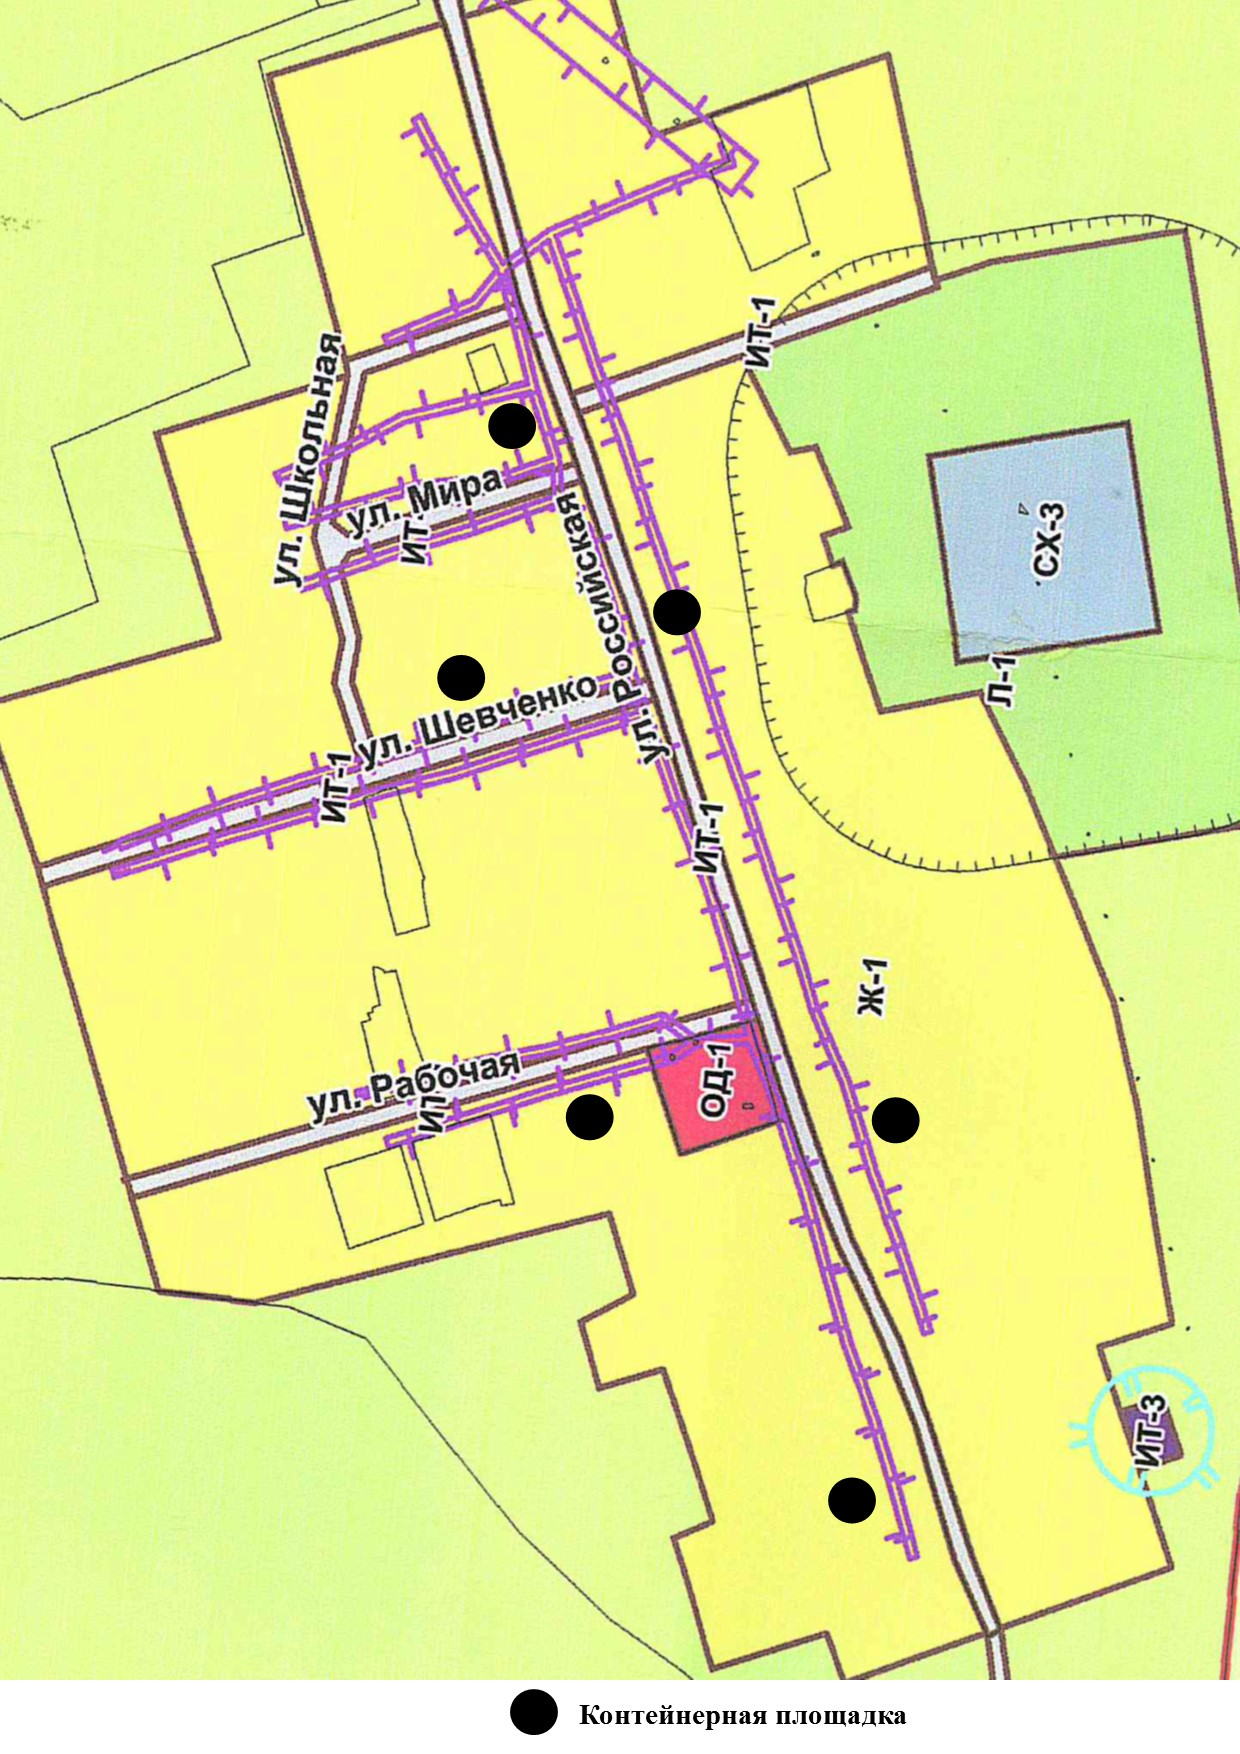 ИТ-1
ул. Школьная
ул. Мира
ИТ
ул. Российская
СХ-3
Л-1
ул. Шевченко
ИТ-1
ИТ-1
Ж-1
ул. Рабочая
ИТ
ОД-1
ИТ-3
Контейнерная площадка